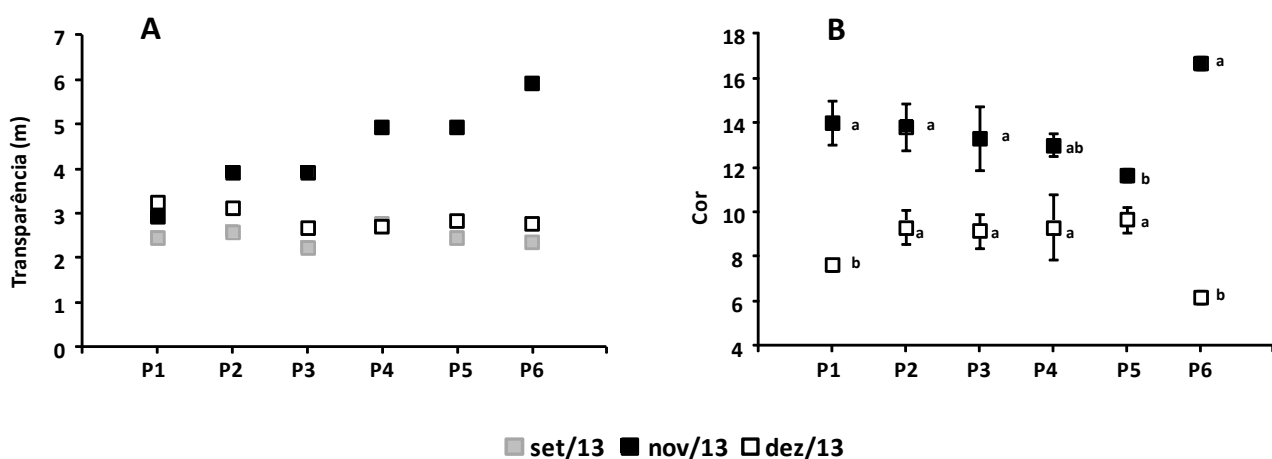 A
Transparência (m)
7
6
5
4
3
2
1
0
P1 P2 P3 P4 P5 P6
B
Cor
18
16
14
12
10
8
6
4
a
a
a
a
ab
b
a
a
a
a
b
b
P1 P2 P3 P4 P5 P6
set/13 nov/13 dez/13